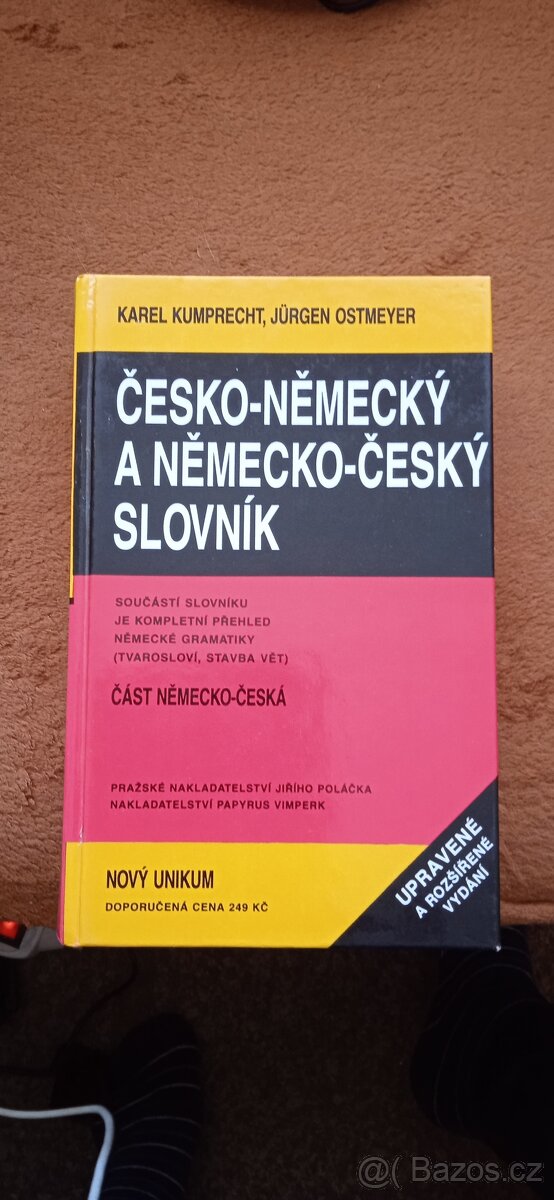 KAREL KUMPRECHT, JÜRGEN OSTMEYER
ČESKO-NĚMECKÝ
A NĚMECKO-ČESKÝ
SLOVNÍK
SOUČÁSTÍ SLOVNÍKU
JE KOMPLETNÍ PŘEHLED
NĚMECKÉ GRAMATIKY
(TVAROSLOVÍ, STAVBA VĚT)
ČÁST NĚMECKO-ČESKÁ
PRAŽSKÉ NAKLADATELSTVÍ JIŘÍHO POLÁČKA
NAKLADATELSTVÍ PAPYRUS VIMPERK
NOVÝ UNIKUM
DOPORUČENÁ CENA 249 KČ
UPRAVENÉ
A ROZŠÍŘENÉ
VYDÁNÍ
@ Bazos.cz